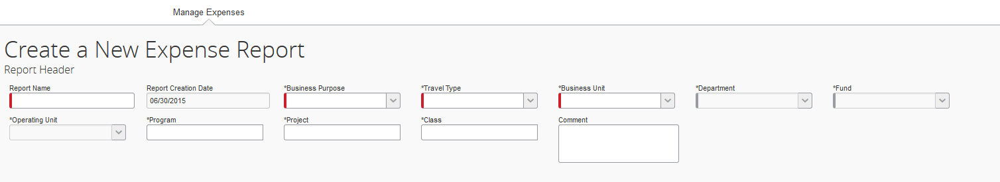 Manage Expenses
Create a New Expense Report
Report Header
Report Name
Report Creation Date
*Business Purpose
*Travel Type
*Business Unit
*Department
*Fund
06/30/2015
*Operating Unit
*Program
*Project
*Class
Comment